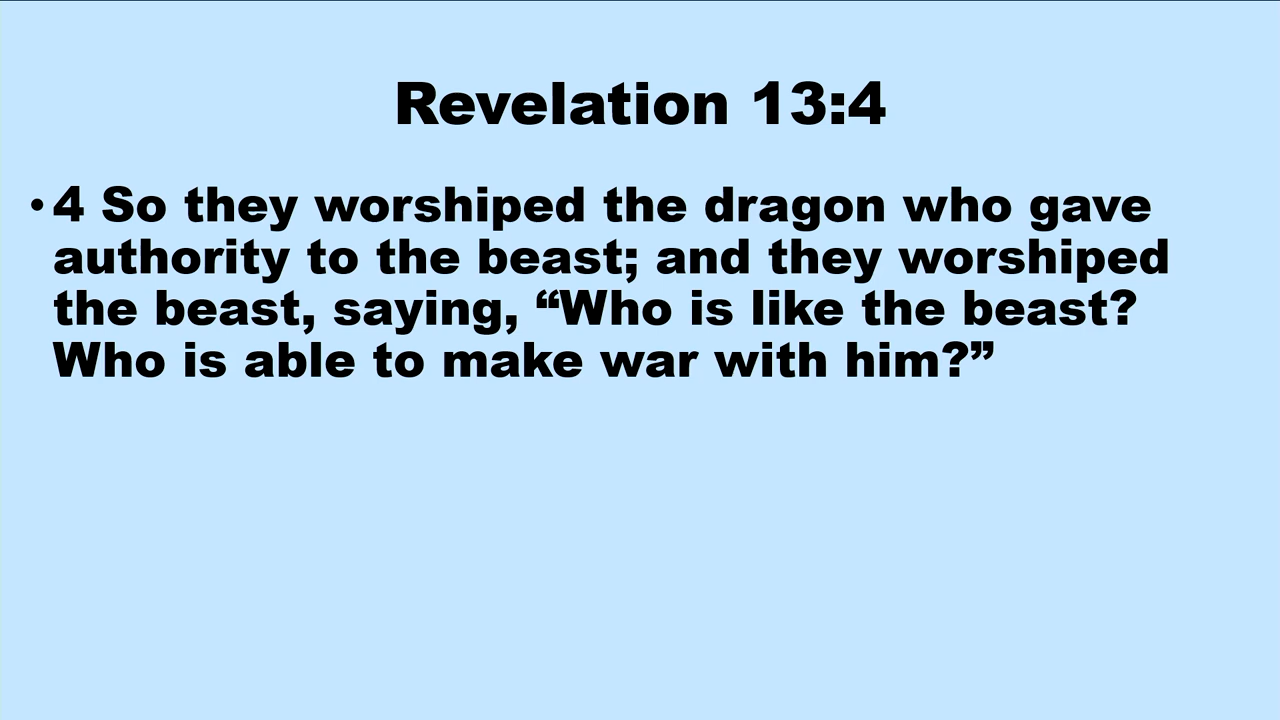 Revelation 13:4
• 4 So they worshiped the dragon who gave
authority to the beast; and they worshiped
the beast, saying, “Who is like the beast?
Who is able to make war with him?”